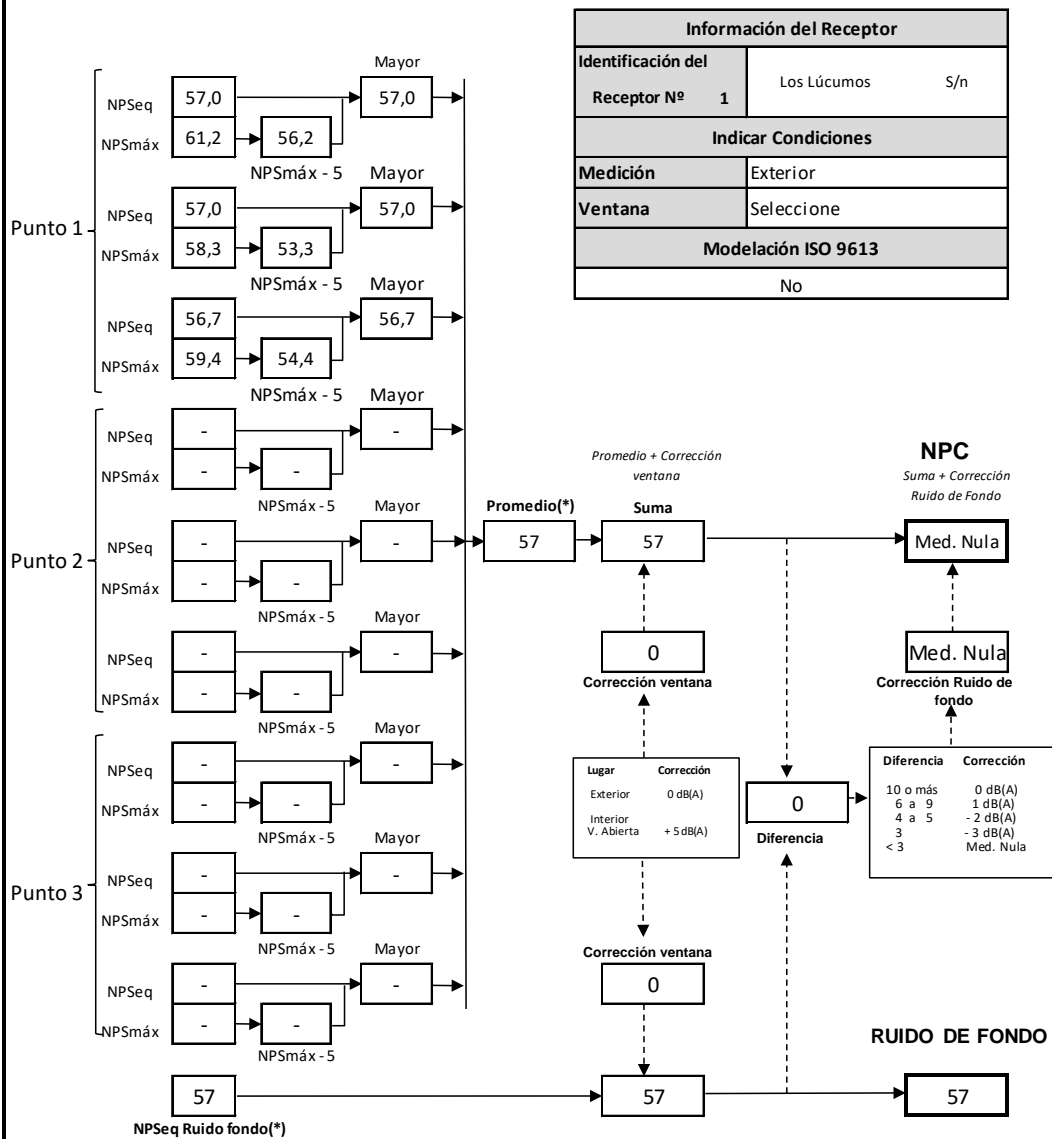 Información del Receptor
Identificación del
Receptor Nº 1
Los Lúcumos S/n
Indicar Condiciones
Medición Exterior
Ventana Seleccione
Modelación ISO 9613
No
Punto 1
Mayor
NPSeq 57,0 57,0
NPSmáx 61,2 56,2
NPSmáx - 5 Mayor
NPSeq 57,0 57,0
NPSmáx 58,3 53,3
NPSmáx - 5 Mayor
NPSeq 56,7 56,7
NPSmáx 59,4 54,4
NPSmáx - 5 Mayor
Punto 2
NPSeq - -
NPSmáx - -
NPSmáx - 5 Mayor
NPSeq - -
NPSmáx - -
NPSmáx - 5 Mayor
NPSeq - -
NPSmáx - -
NPSmáx - 5 Mayor
Punto 3
NPSeq - -
NPSmáx - -
NPSmáx - 5 Mayor
NPSeq - -
NPSmáx - -
NPSmáx - 5 Mayor
NPSeq - -
NPSmáx - -
NPSmáx - 5
Promedio(*)
57
Promedio + Corrección
ventana
Suma
57
0
Corrección ventana
Lugar Corrección
Exterior 0 dB(A)
Interior
V. Abierta + 5 dB(A)
Corrección ventana
0
0
Diferencia
NPC
Suma + Corrección
Ruido de Fondo
Med. Nula
Med. Nula
Corrección Ruido de
fondo
Diferencia Corrección
10 o más 0 dB(A)
6 a 9 1 dB(A)
4 a 5 - 2 dB(A)
3 - 3 dB(A)
< 3 Med. Nula
RUIDO DE FONDO
57 57 57
NPSeq Ruido fondo(*)